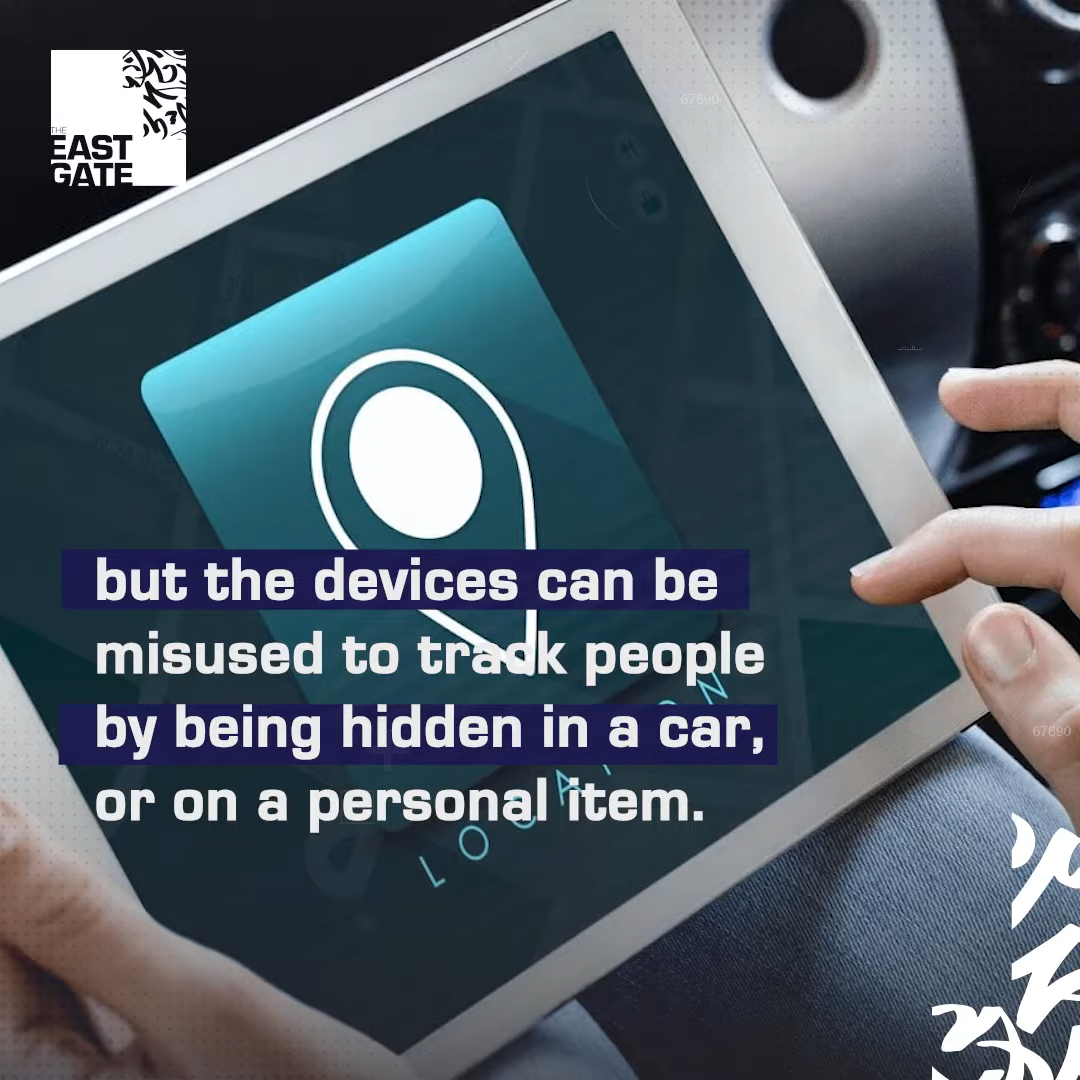 THE
EAST
GATE
67690
but the devices can be
misused to track people
by being hidden in a car,
or on a personal item.
LOCATION
67690